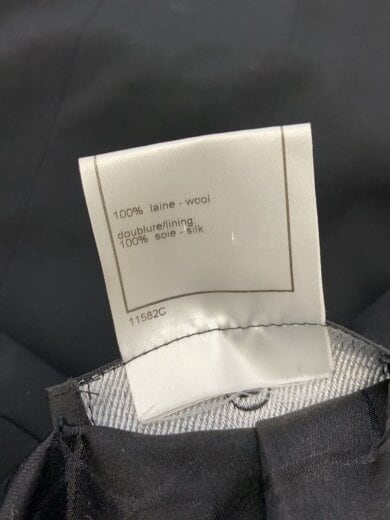 100% laine - wool
doublure/lining
100% soie - silk
11582C